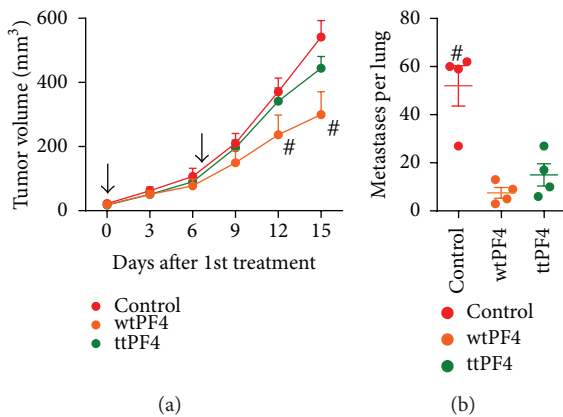 600
400
200
0
Tumor volume (mm³)
#
#
0 3 6 9 12 15
Days after 1st treatment
Control
wtPF4
ttPF4
(a)
80
60
40
20
0
Metastases per lung
#
Control
wtPF4
ttPF4
Control
wtPF4
ttPF4
(b)